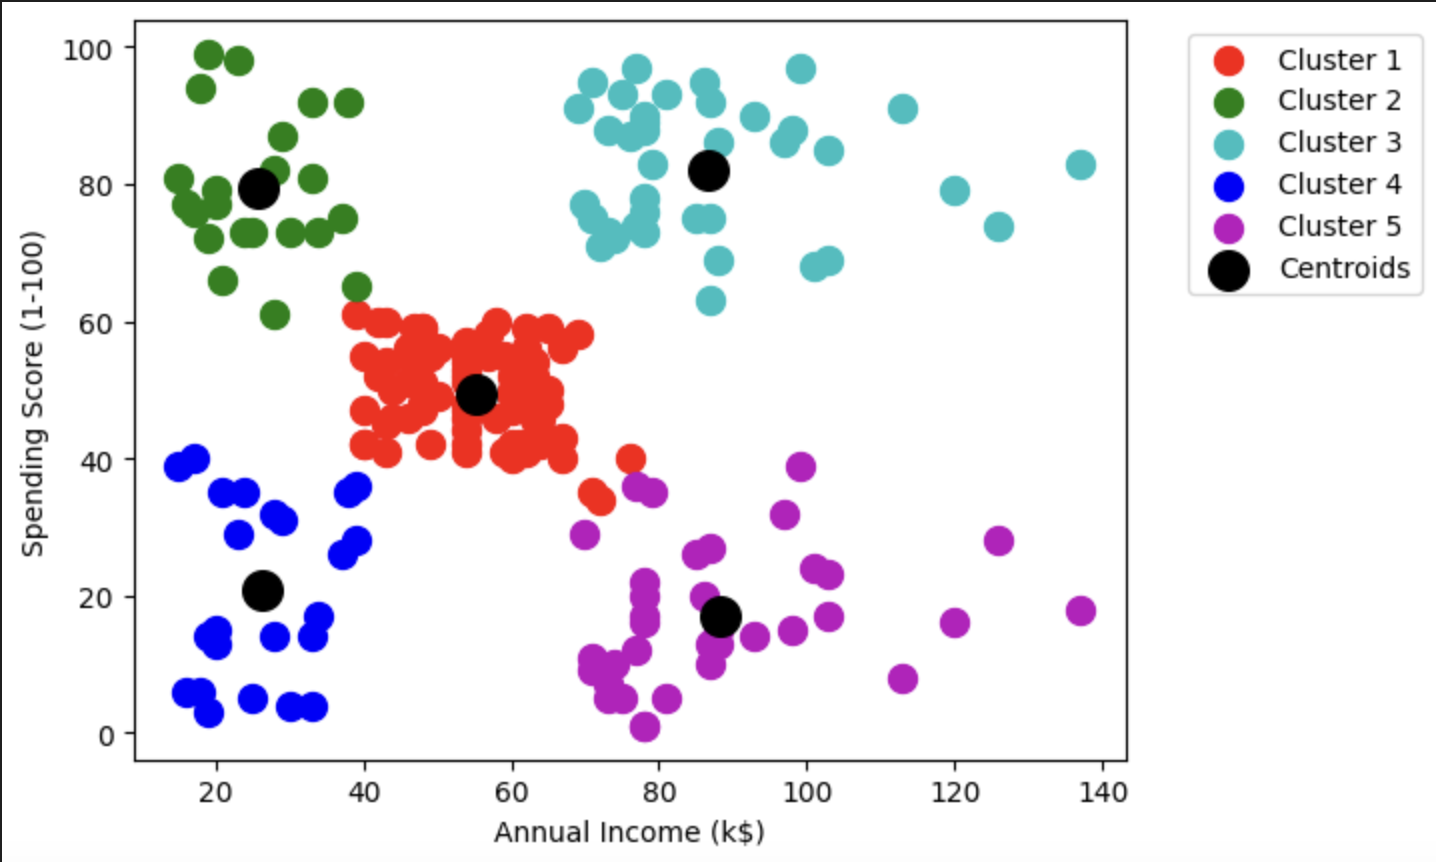 100
80
60
40
20
0
Spending Score (1-100)
20 40 60 80 100 120 140
Annual Income (k$)
Cluster 1
Cluster 2
Cluster 3
Cluster 4
Cluster 5
Centroids